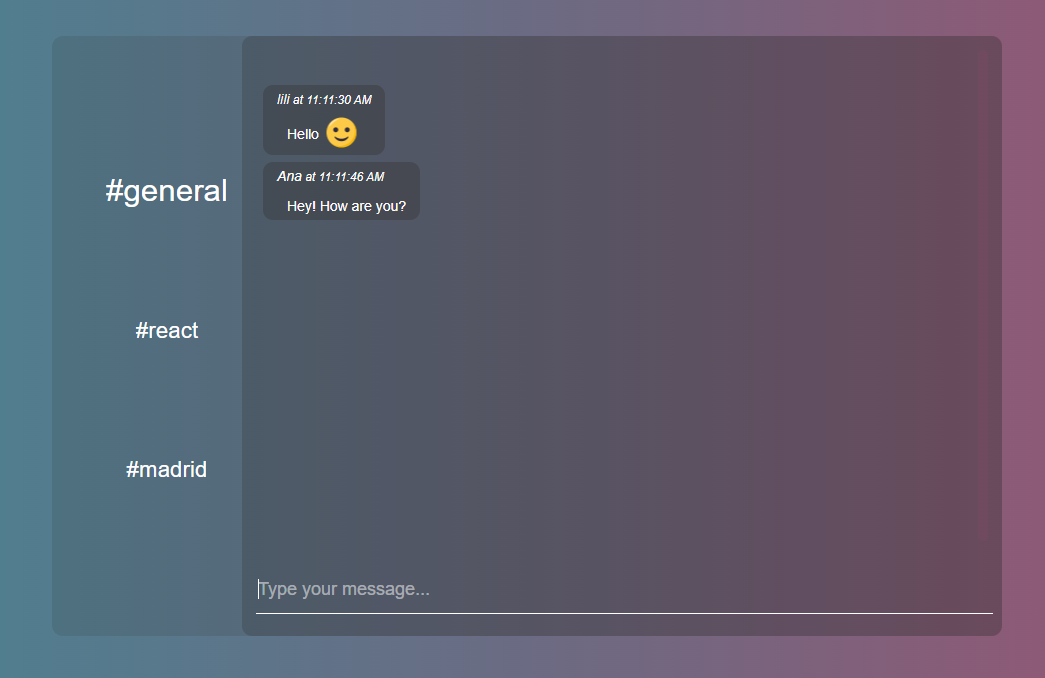 #general
#react
#madrid
lili at 11:11:30 AM
Hello 🙂
Ana at 11:11:46 AM
Hey! How are you?
Type your message...